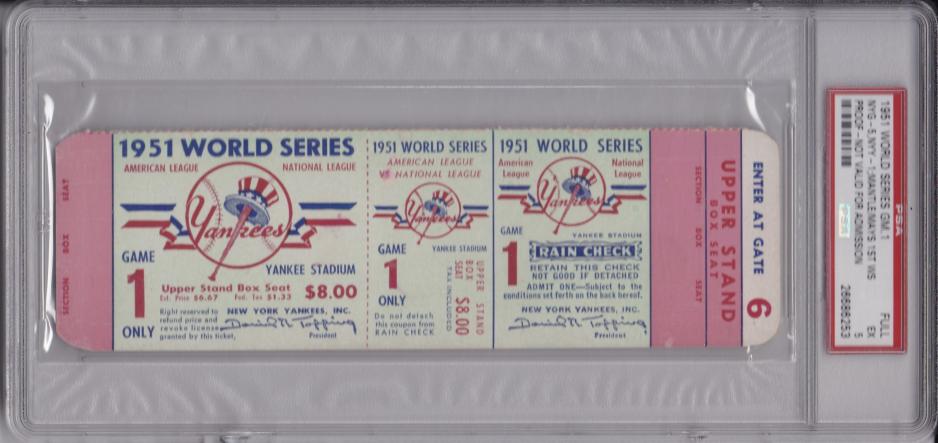 SECTION BOX SEAT
1951 WORLD SERIES
AMERICAN LEAGUE NATIONAL LEAGUE
Yankees
GAME
1
ONLY
YANKEE STADIUM
Upper Stand Box Seat
Est. Price $6.67 Fed. Tax $1.33
$8.00
Right reserved to
refund price and
revoke license
granted by this ticket.
NEW YORK YANKEES, INC.
Daniel N. Topping
President
1951 WORLD SERIES
AMERICAN LEAGUE
VS NATIONAL LEAGUE
Yankees
GAME
1
ONLY
YANKEE STADIUM
UPPER STAND
BOX SEAT
$8.00
TAX INCLUDED
Do not detach
this coupon from
RAIN CHECK
1951 WORLD SERIES
American
League
National
League
Yankees
GAME
1
YANKEE STADIUM
RAIN CHECK
RETAIN THIS CHECK
NOT GOOD IF DETACHED
ADMIT ONE—Subject to the
conditions set forth on the back hereof.
NEW YORK YANKEES, INC.
Daniel N. Topping
President
SECTION BOX SEAT
UPPER STAND
BOX SEAT
ENTER AT GATE 6
PSA
1951 WORLD SERIES GM. 1 FULL
NYG-5,NYY-1:MANTLE/MAYS 1ST WS EX 5
PROOF-NOT VALID FOR ADMISSION
PSA
26686253